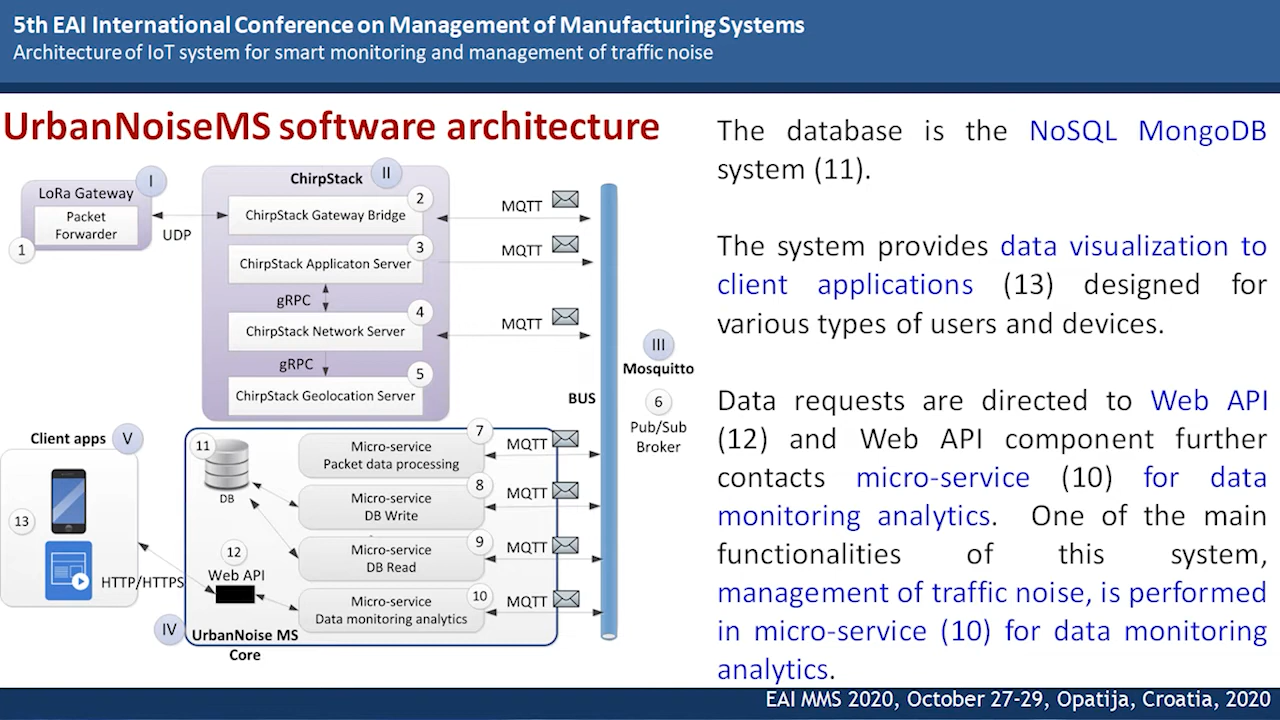 5th EAI International Conference on Management of Manufacturing Systems
Architecture of IoT system for smart monitoring and management of traffic noise
UrbanNoiseMS software architecture
I
LoRa Gateway
Packet
Forwarder
1
UDP
II
ChirpStack
2
ChirpStack Gateway Bridge
3
ChirpStack Applicaton Server
gRPC
4
ChirpStack Network Server
gRPC
5
ChirpStack Geolocation Server
MQTT
MQTT
MQTT
BUS
III
Mosquitto
6
Pub/Sub
Broker
Client apps
V
13
HTTP/HTTPS
11
DB
12
Web API
IV
UrbanNoise MS
Core
7
Micro-service
Packet data processing
MQTT
8
Micro-service
DB Write
MQTT
9
Micro-service
DB Read
MQTT
10
Micro-service
Data monitoring analytics
MQTT
The database is the NoSQL MongoDB
system (11).
The system provides data visualization to
client applications (13) designed for
various types of users and devices.
Data requests are directed to Web API
(12) and Web API component further
contacts micro-service (10) for data
monitoring analytics. One of the main
functionalities of this system,
management of traffic noise, is performed
in micro-service (10) for data monitoring
analytics.
EAI MMS 2020, October 27-29, Opatija, Croatia, 2020